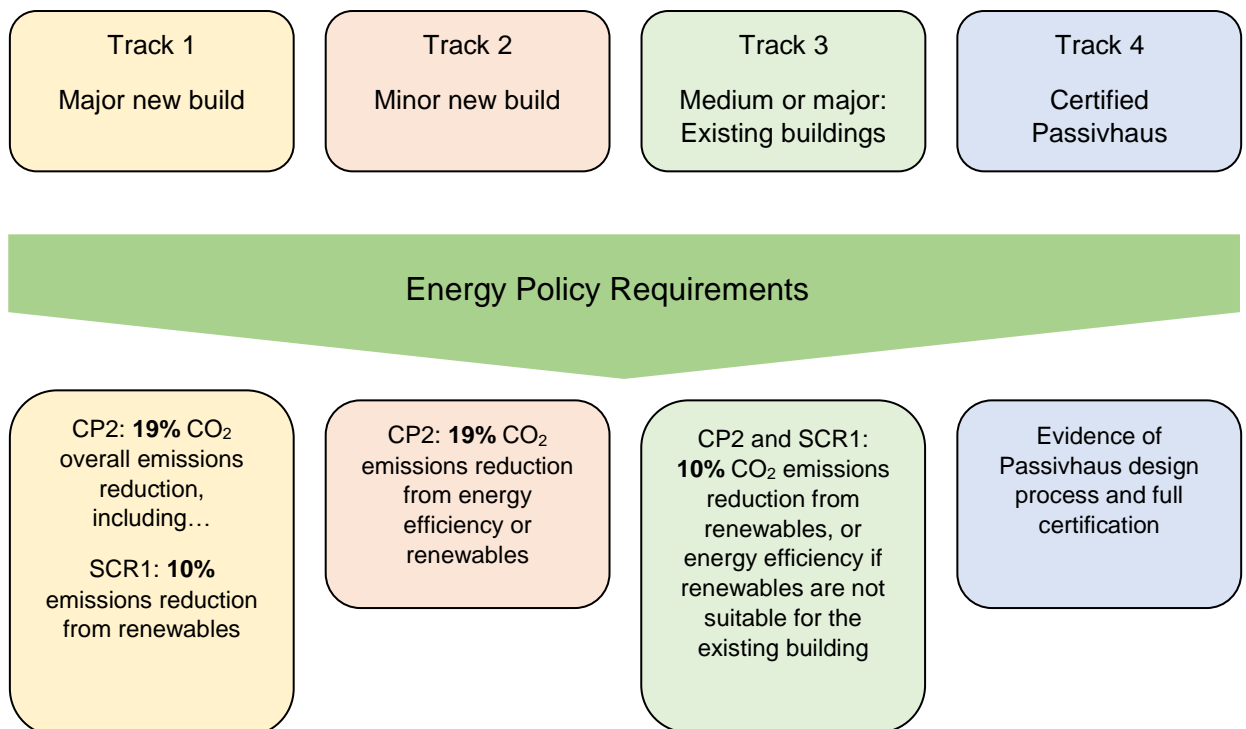 Track 1
Major new build
Track 2
Minor new build
Track 3
Medium or major:
Existing buildings
Track 4
Certified
Passivhaus
Energy Policy Requirements
CP2: 19% CO₂
overall emissions
reduction,
including…
SCR1: 10%
emissions reduction
from renewables
CP2: 19% CO₂
emissions reduction
from energy
efficiency or
renewables
CP2 and SCR1:
10% CO₂ emissions
reduction from
renewables, or
energy efficiency if
renewables are not
suitable for the
existing building
Evidence of
Passivhaus design
process and full
certification